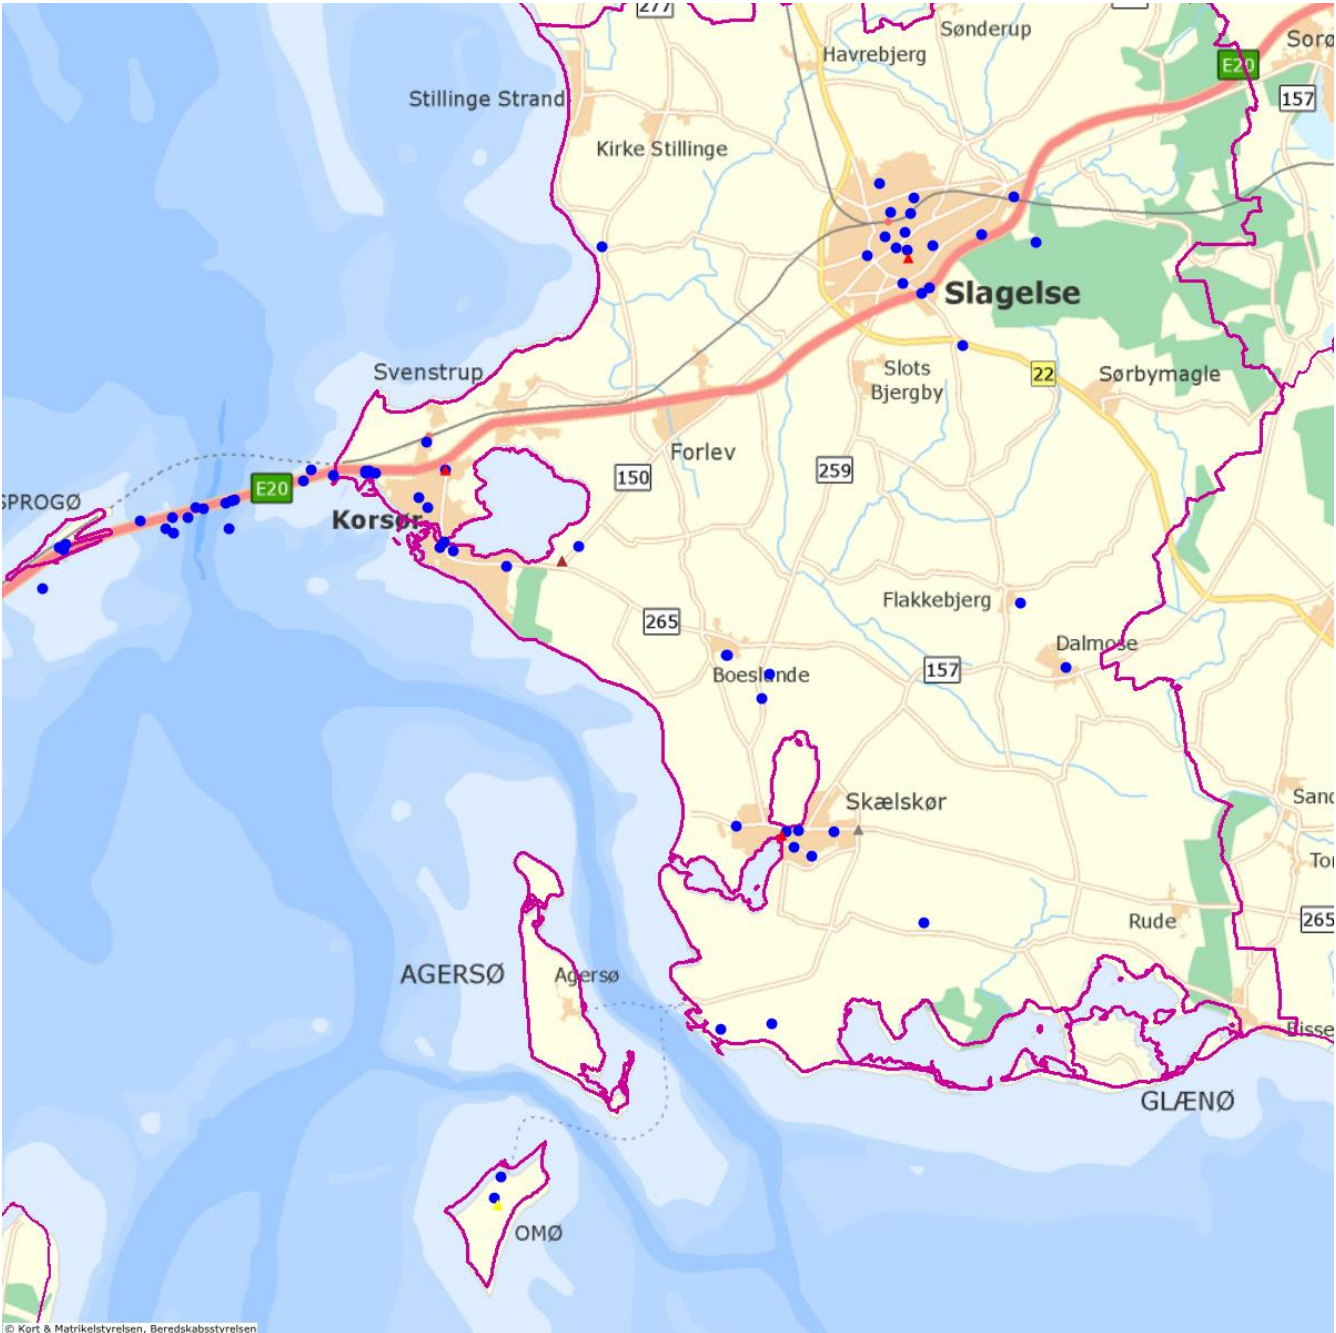 277
Sønderup
Sorø
Havrebjerg
E20
157
Stillinge Strand
Kirke Stillinge
Slagelse
Svenstrup
Slots
Bjergby
22
Sørbymagle
Forlev
150
259
SPROGØ
E20
Korsør
Flakkebjerg
265
Dalmose
157
Boeslunde
Skælskør
Sand
Tor
Rude
265
AGERSØ
Agersø
Bisse
GLÆNØ
OMØ
© Kort & Matrikelstyrelsen, Beredskabsstyrelsen